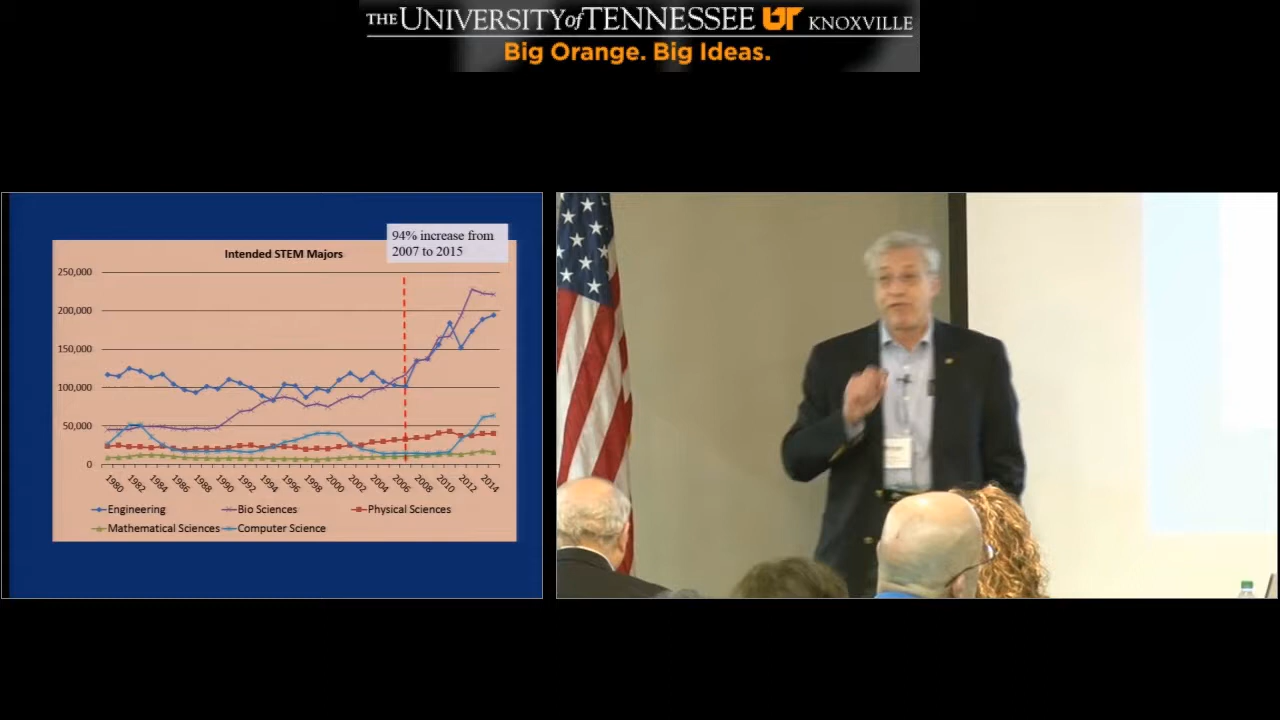 THE UNIVERSITY of TENNESSEE UT KNOXVILLE
Big Orange. Big Ideas.
94% increase from
2007 to 2015
Intended STEM Majors
250,000
200,000
150,000
100,000
50,000
0
1980 1982 1984 1986 1988 1990 1992 1994 1996 1998 2000 2002 2004 2006 2008 2010 2012 2014
Engineering Bio Sciences Physical Sciences
Mathematical Sciences Computer Science